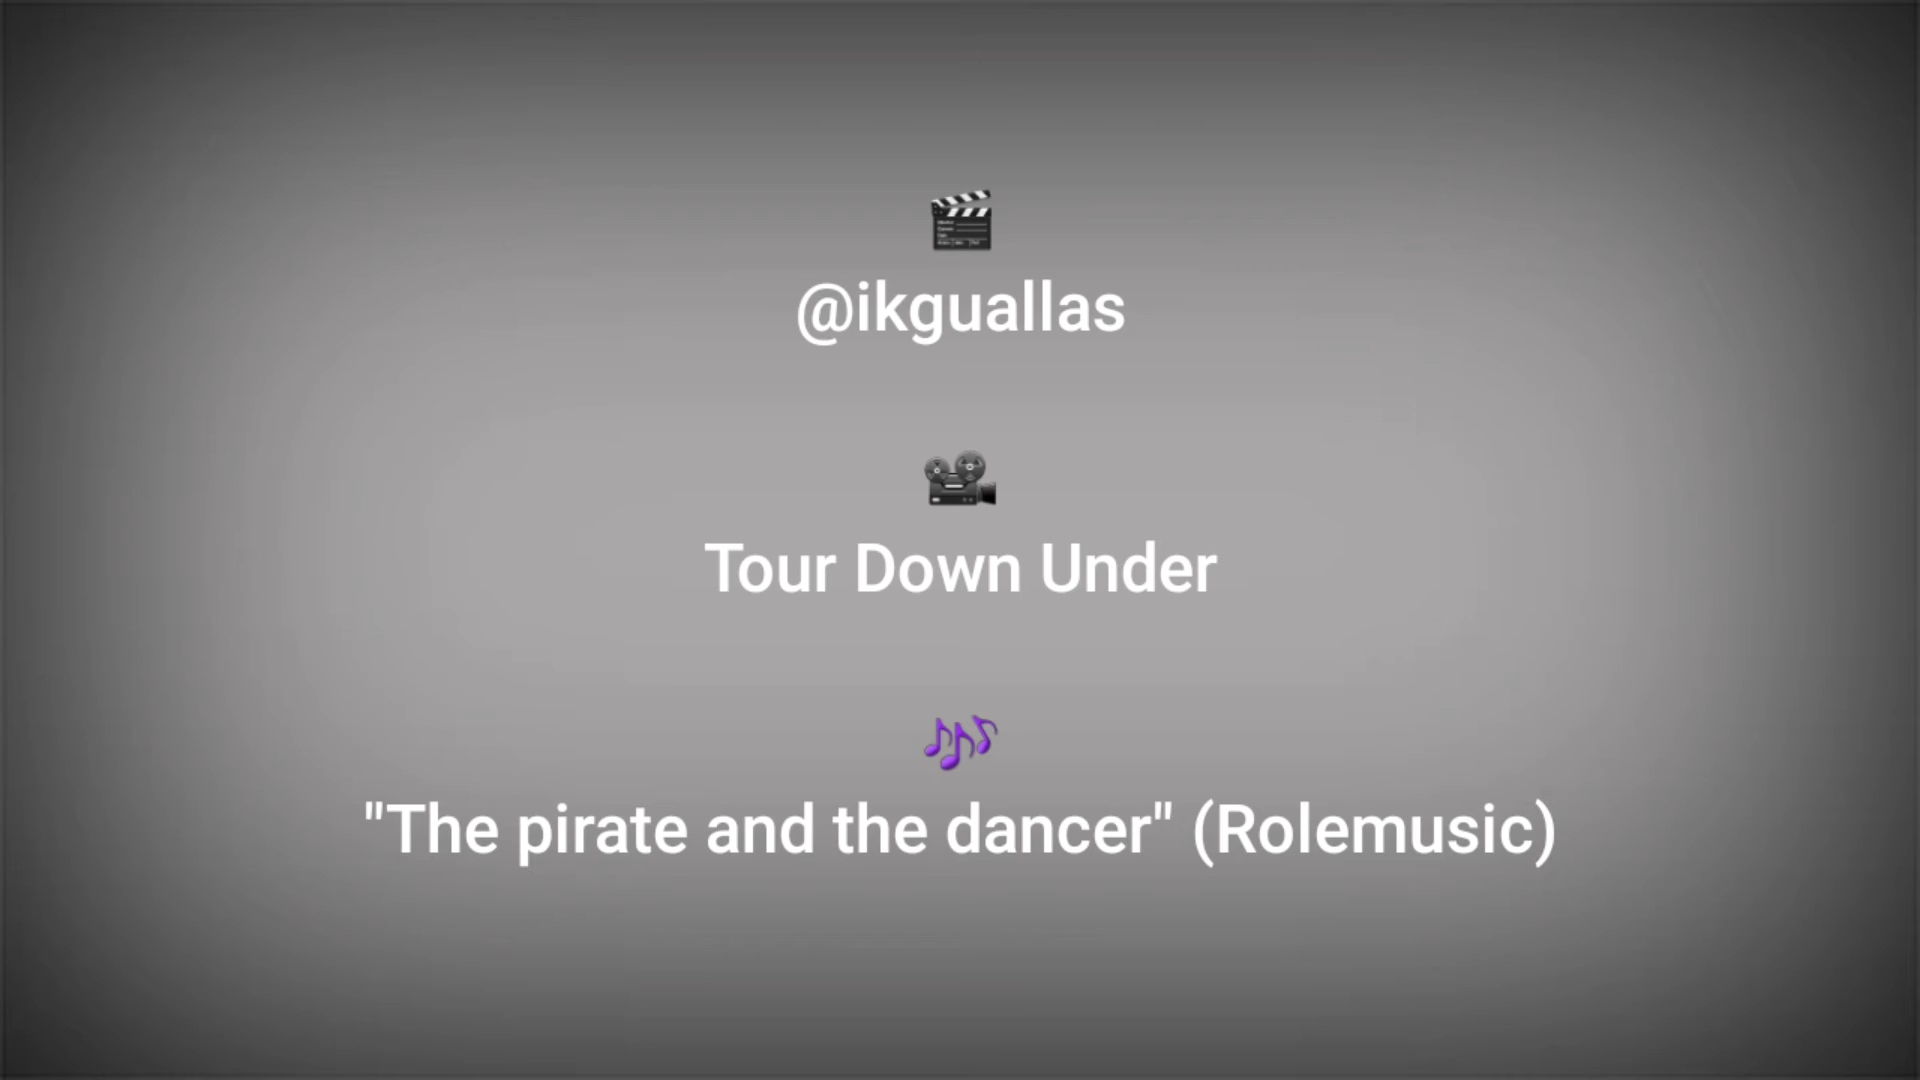 @ikguallas
Tour Down Under
"The pirate and the dancer" (Rolemusic)